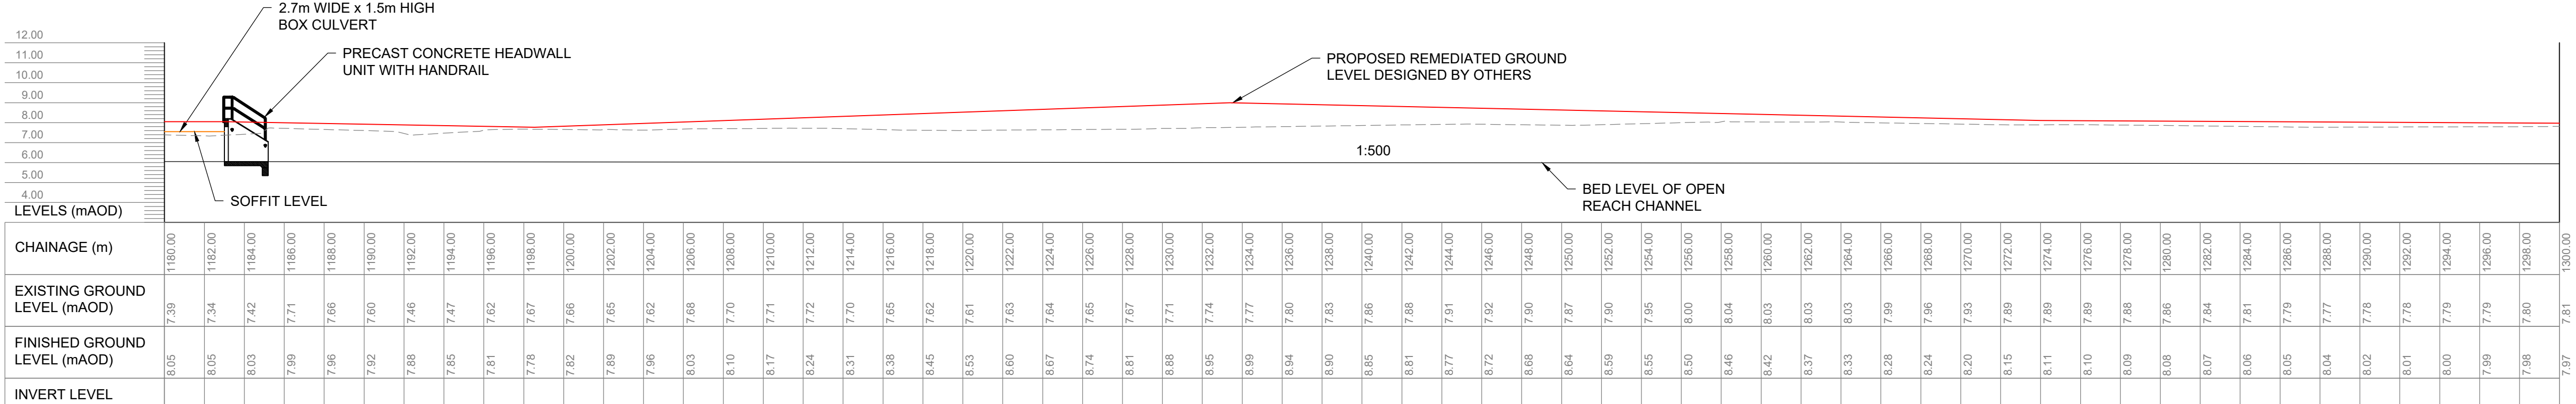 2.7m WIDE x 1.5m HIGH
BOX CULVERT
PRECAST CONCRETE HEADWALL
UNIT WITH HANDRAIL
PROPOSED REMEDIATED GROUND
LEVEL DESIGNED BY OTHERS
12.00
11.00
10.00
9.00
8.00
7.00
6.00
5.00
4.00
LEVELS (mAOD)
1:500
SOFFIT LEVEL
BED LEVEL OF OPEN
REACH CHANNEL
CHAINAGE (m)
1180.00 1182.00 1184.00 1186.00 1188.00 1190.00 1192.00 1194.00 1196.00 1198.00 1200.00 1202.00 1204.00 1206.00 1208.00 1210.00 1212.00 1214.00 1216.00 1218.00 1220.00 1222.00 1224.00 1226.00 1228.00 1230.00 1232.00 1234.00 1236.00 1238.00 1240.00 1242.00 1244.00 1246.00 1248.00 1250.00 1252.00 1254.00 1256.00 1258.00 1260.00 1262.00 1264.00 1266.00 1268.00 1270.00 1272.00 1274.00 1276.00 1278.00 1280.00 1282.00 1284.00 1286.00 1288.00 1290.00 1292.00 1294.00 1296.00 1298.00 1300.00
EXISTING GROUND
LEVEL (mAOD)
7.39 7.34 7.42 7.71 7.66 7.60 7.46 7.47 7.62 7.67 7.66 7.65 7.62 7.68 7.70 7.71 7.72 7.70 7.65 7.62 7.61 7.63 7.64 7.65 7.67 7.71 7.74 7.77 7.80 7.83 7.86 7.88 7.91 7.92 7.90 7.87 7.90 7.95 8.00 8.04 8.03 8.03 8.03 7.99 7.96 7.93 7.89 7.89 7.89 7.88 7.86 7.84 7.81 7.79 7.77 7.78 7.78 7.79 7.79 7.80 7.81
FINISHED GROUND
LEVEL (mAOD)
8.05 8.05 8.03 7.99 7.96 7.92 7.88 7.85 7.81 7.78 7.82 7.89 7.96 8.03 8.10 8.17 8.24 8.31 8.38 8.45 8.53 8.60 8.67 8.74 8.81 8.88 8.95 8.99 8.94 8.90 8.85 8.81 8.77 8.72 8.68 8.64 8.59 8.55 8.50 8.46 8.42 8.37 8.33 8.28 8.24 8.20 8.15 8.11 8.10 8.09 8.08 8.07 8.06 8.05 8.04 8.02 8.01 8.00 7.99 7.98 7.97
INVERT LEVEL